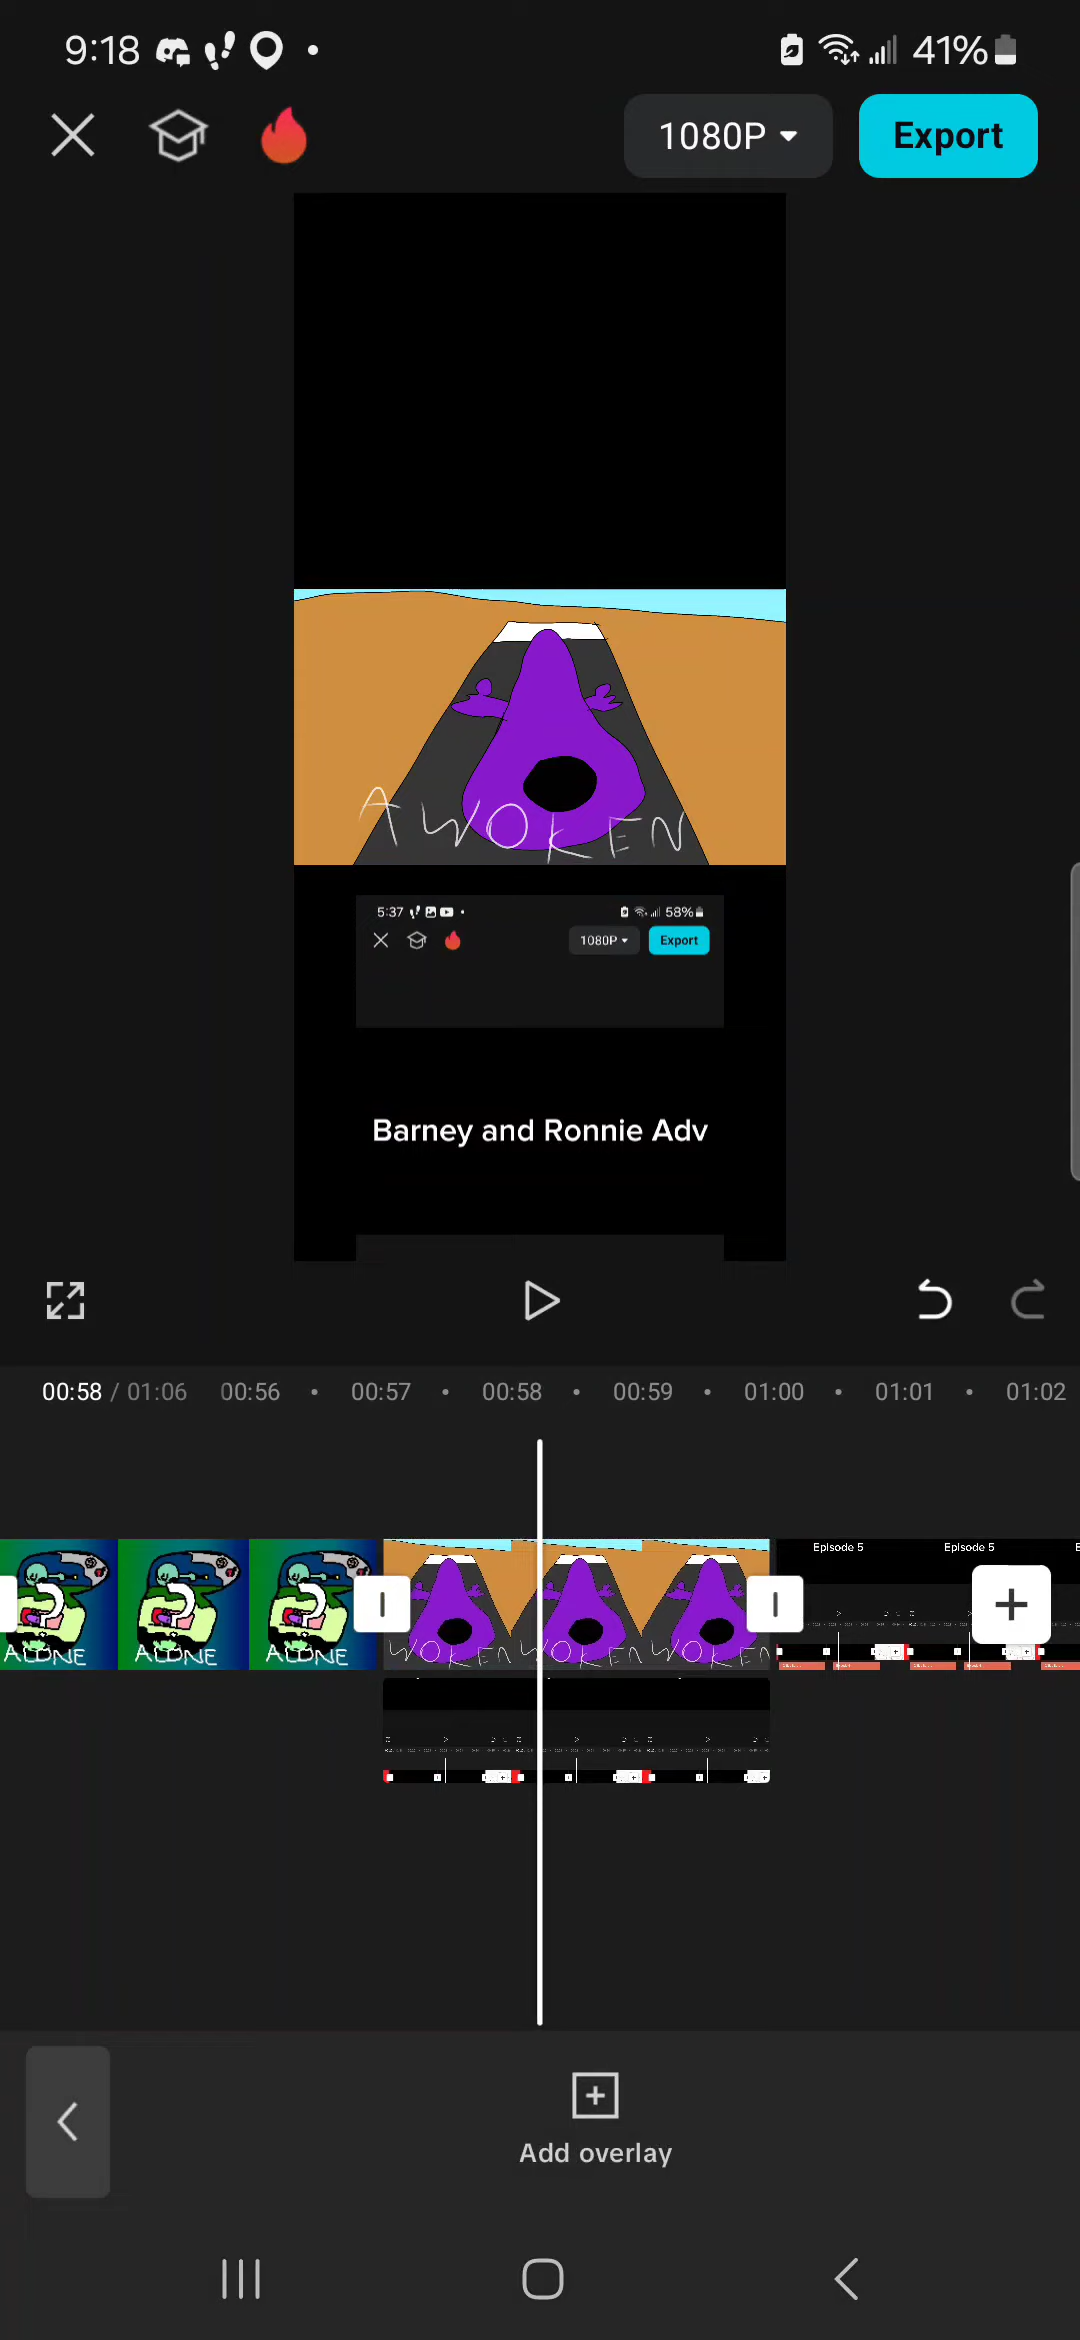 9:18 41%
1080P Export
AWOKEN
5:37 58%
1080P Export
Barney and Ronnie Adv
00:58 / 01:06 00:56 00:57 00:58 00:59 01:00 01:01 01:02
Episode 5 Episode 5 E
ALONE ALONE ALONE WOKEN WOKEN WOKEN
Add overlay